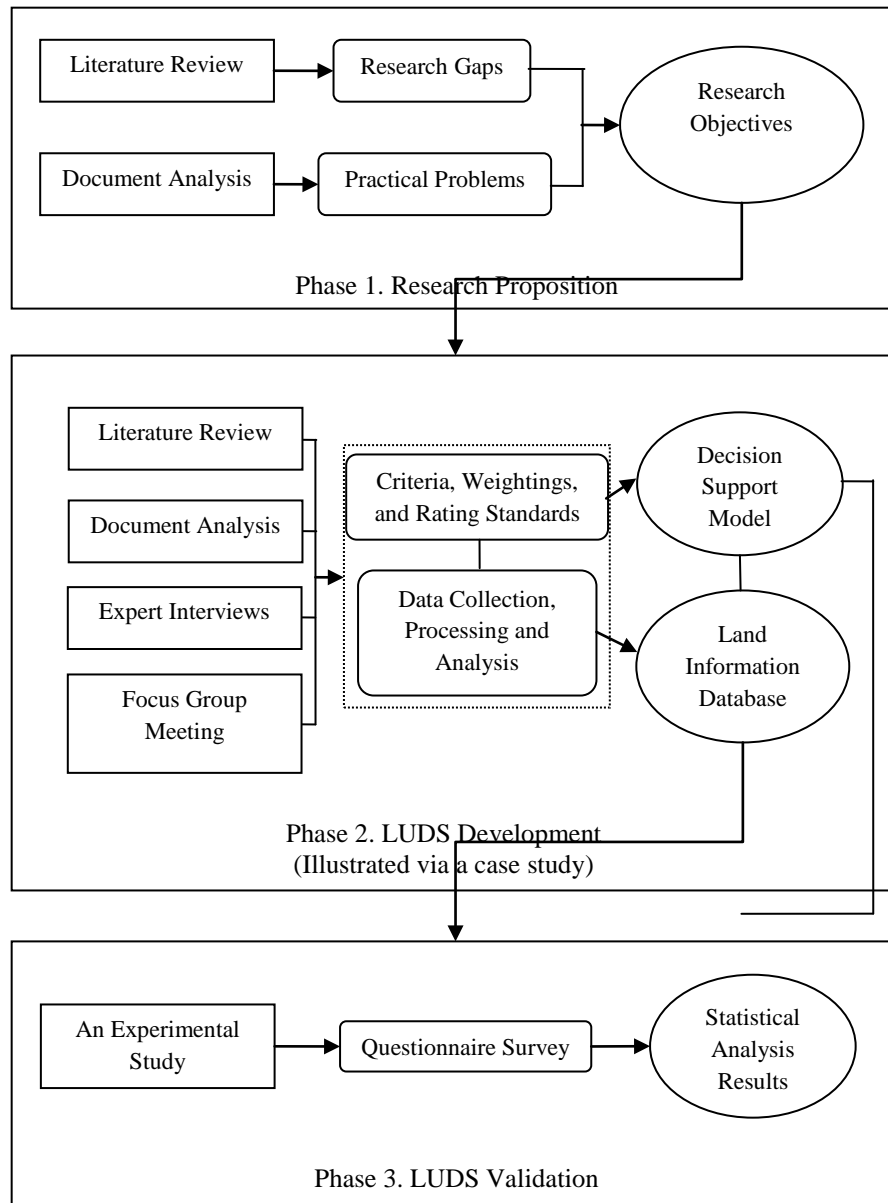 Literature Review
Research Gaps
Research
Objectives
Document Analysis
Practical Problems
Phase 1. Research Proposition
Literature Review
Document Analysis
Expert Interviews
Focus Group
Meeting
Criteria, Weightings,
and Rating Standards
Data Collection,
Processing and
Analysis
Decision
Support
Model
Land
Information
Database
Phase 2. LUDS Development
(Illustrated via a case study)
An Experimental
Study
Questionnaire Survey
Statistical
Analysis
Results
Phase 3. LUDS Validation